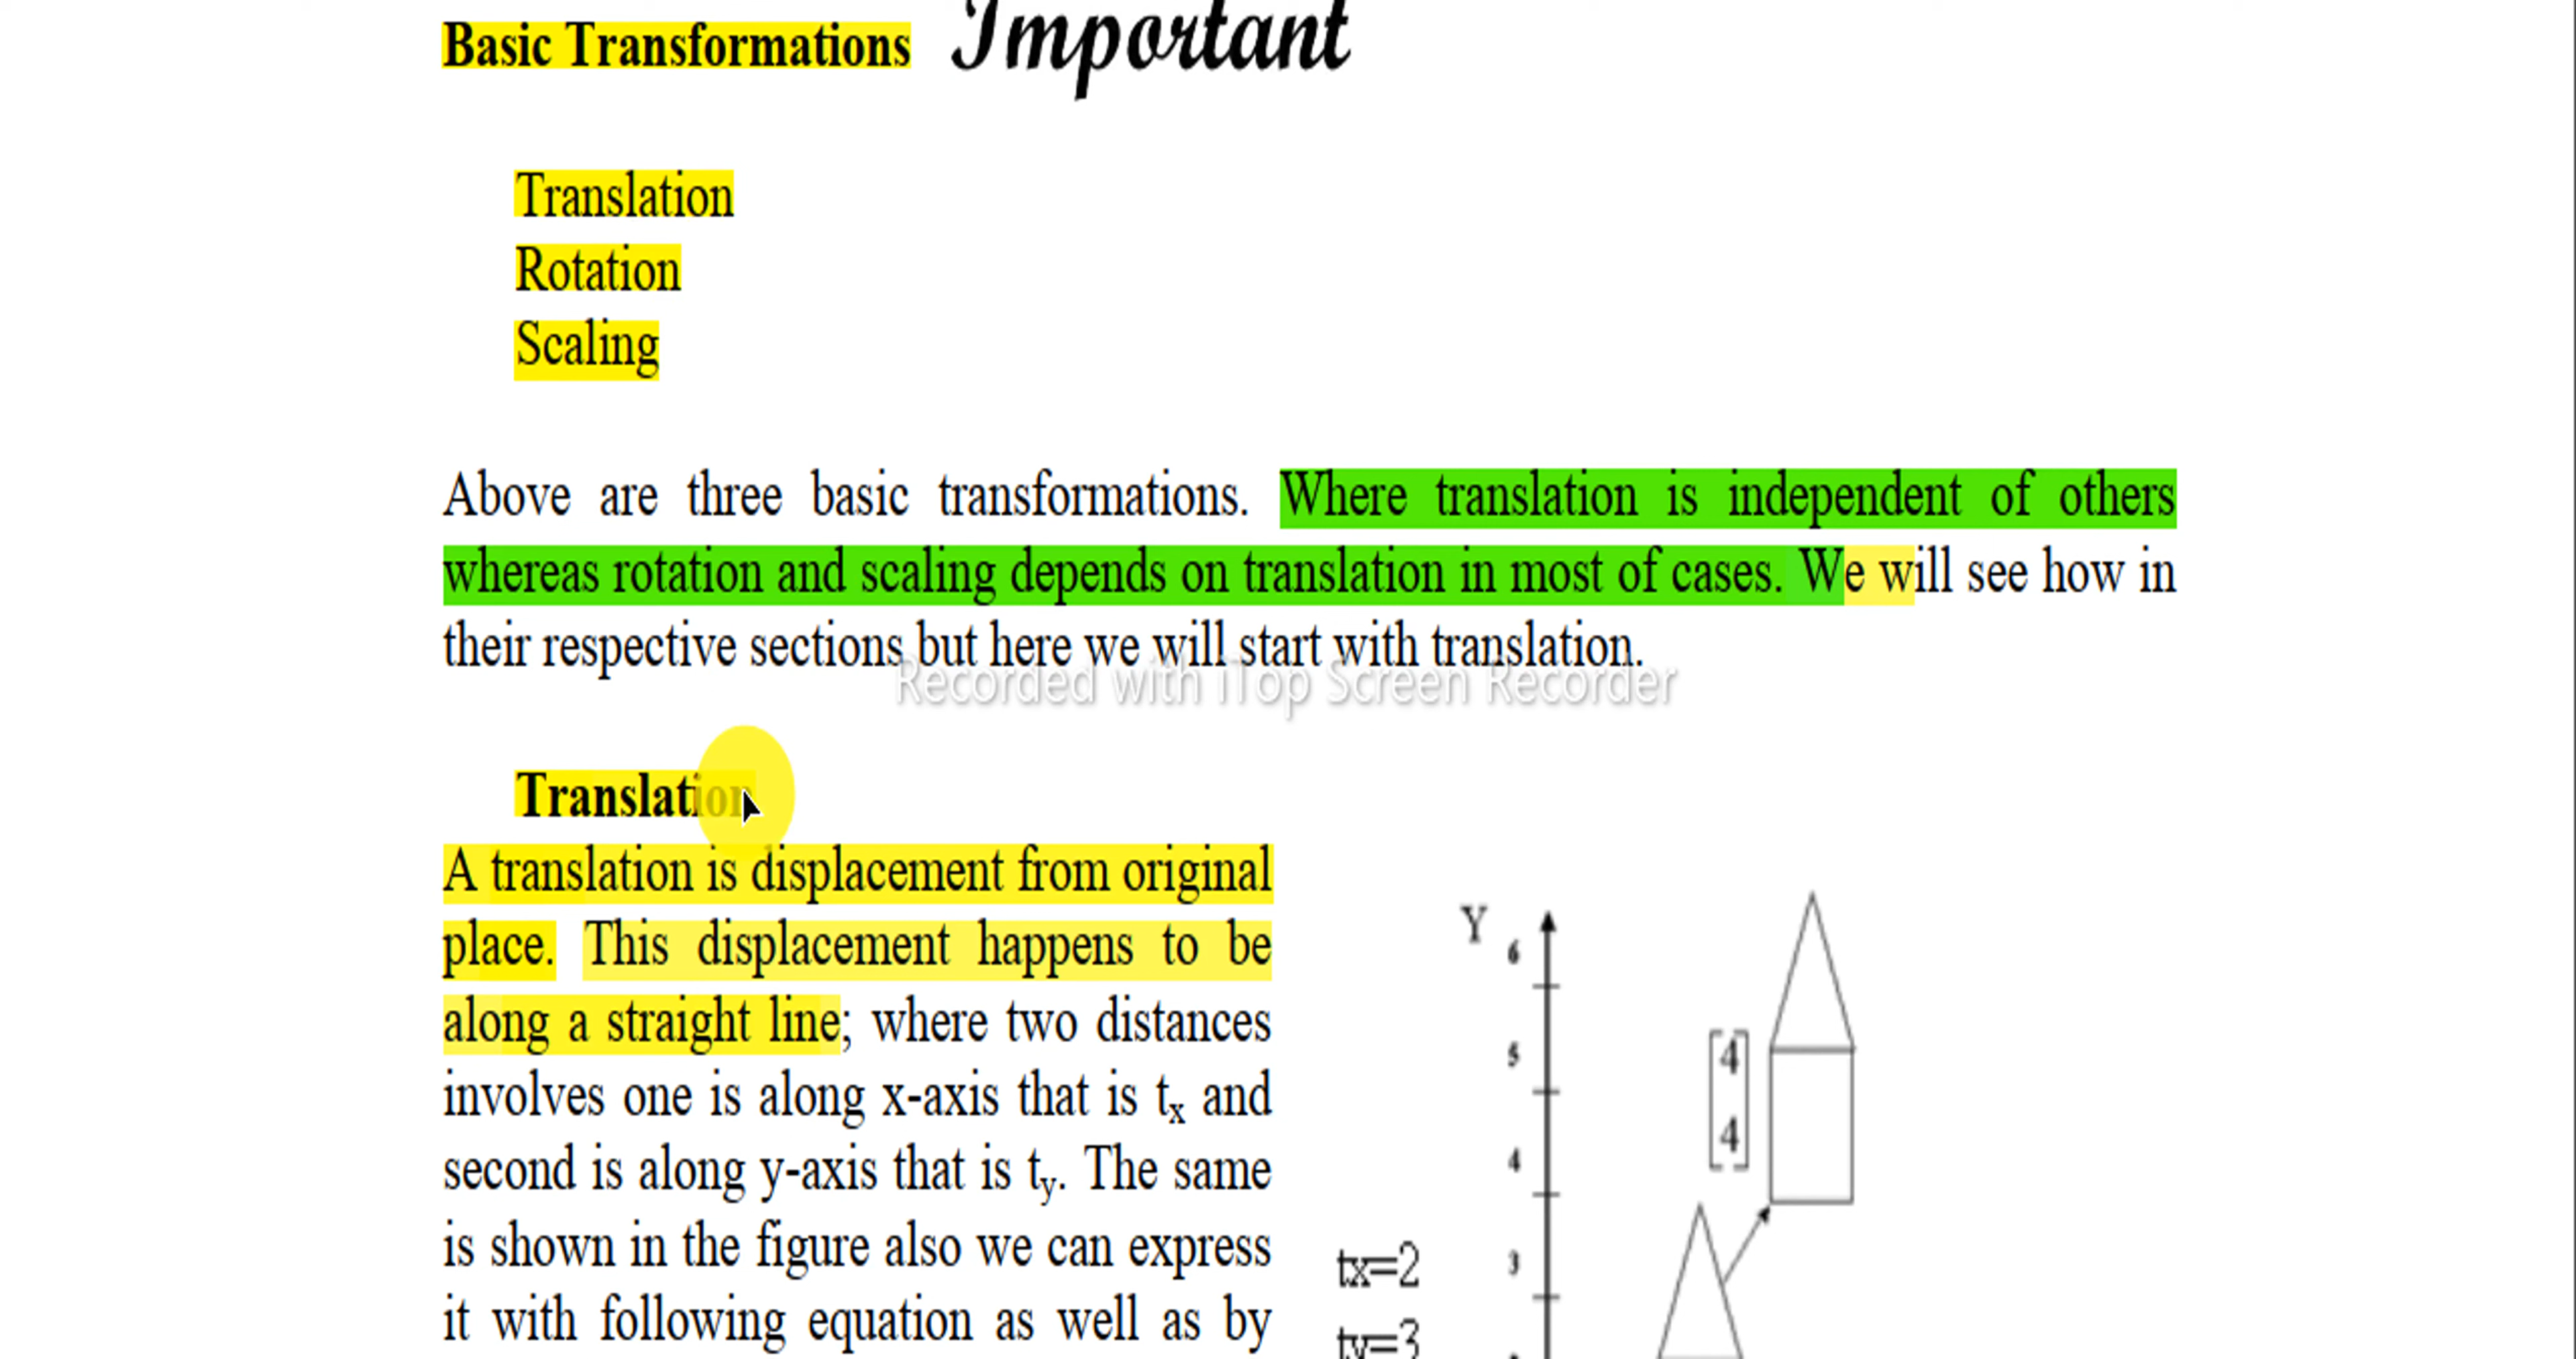 Basic Transformations Important
Translation
Rotation
Scaling
Above are three basic transformations. Where translation is independent of others
whereas rotation and scaling depends on translation in most of cases. We will see how in
their respective sections but here we will start with translation.
Recorded with iTop Screen Recorder
Translation
A translation is displacement from original
place. This displacement happens to be
along a straight line; where two distances
involves one is along x-axis that is tx and
second is along y-axis that is ty. The same
is shown in the figure also we can express
it with following equation as well as by
Y
6
5
4
3
4
4
tx=2
ty=3